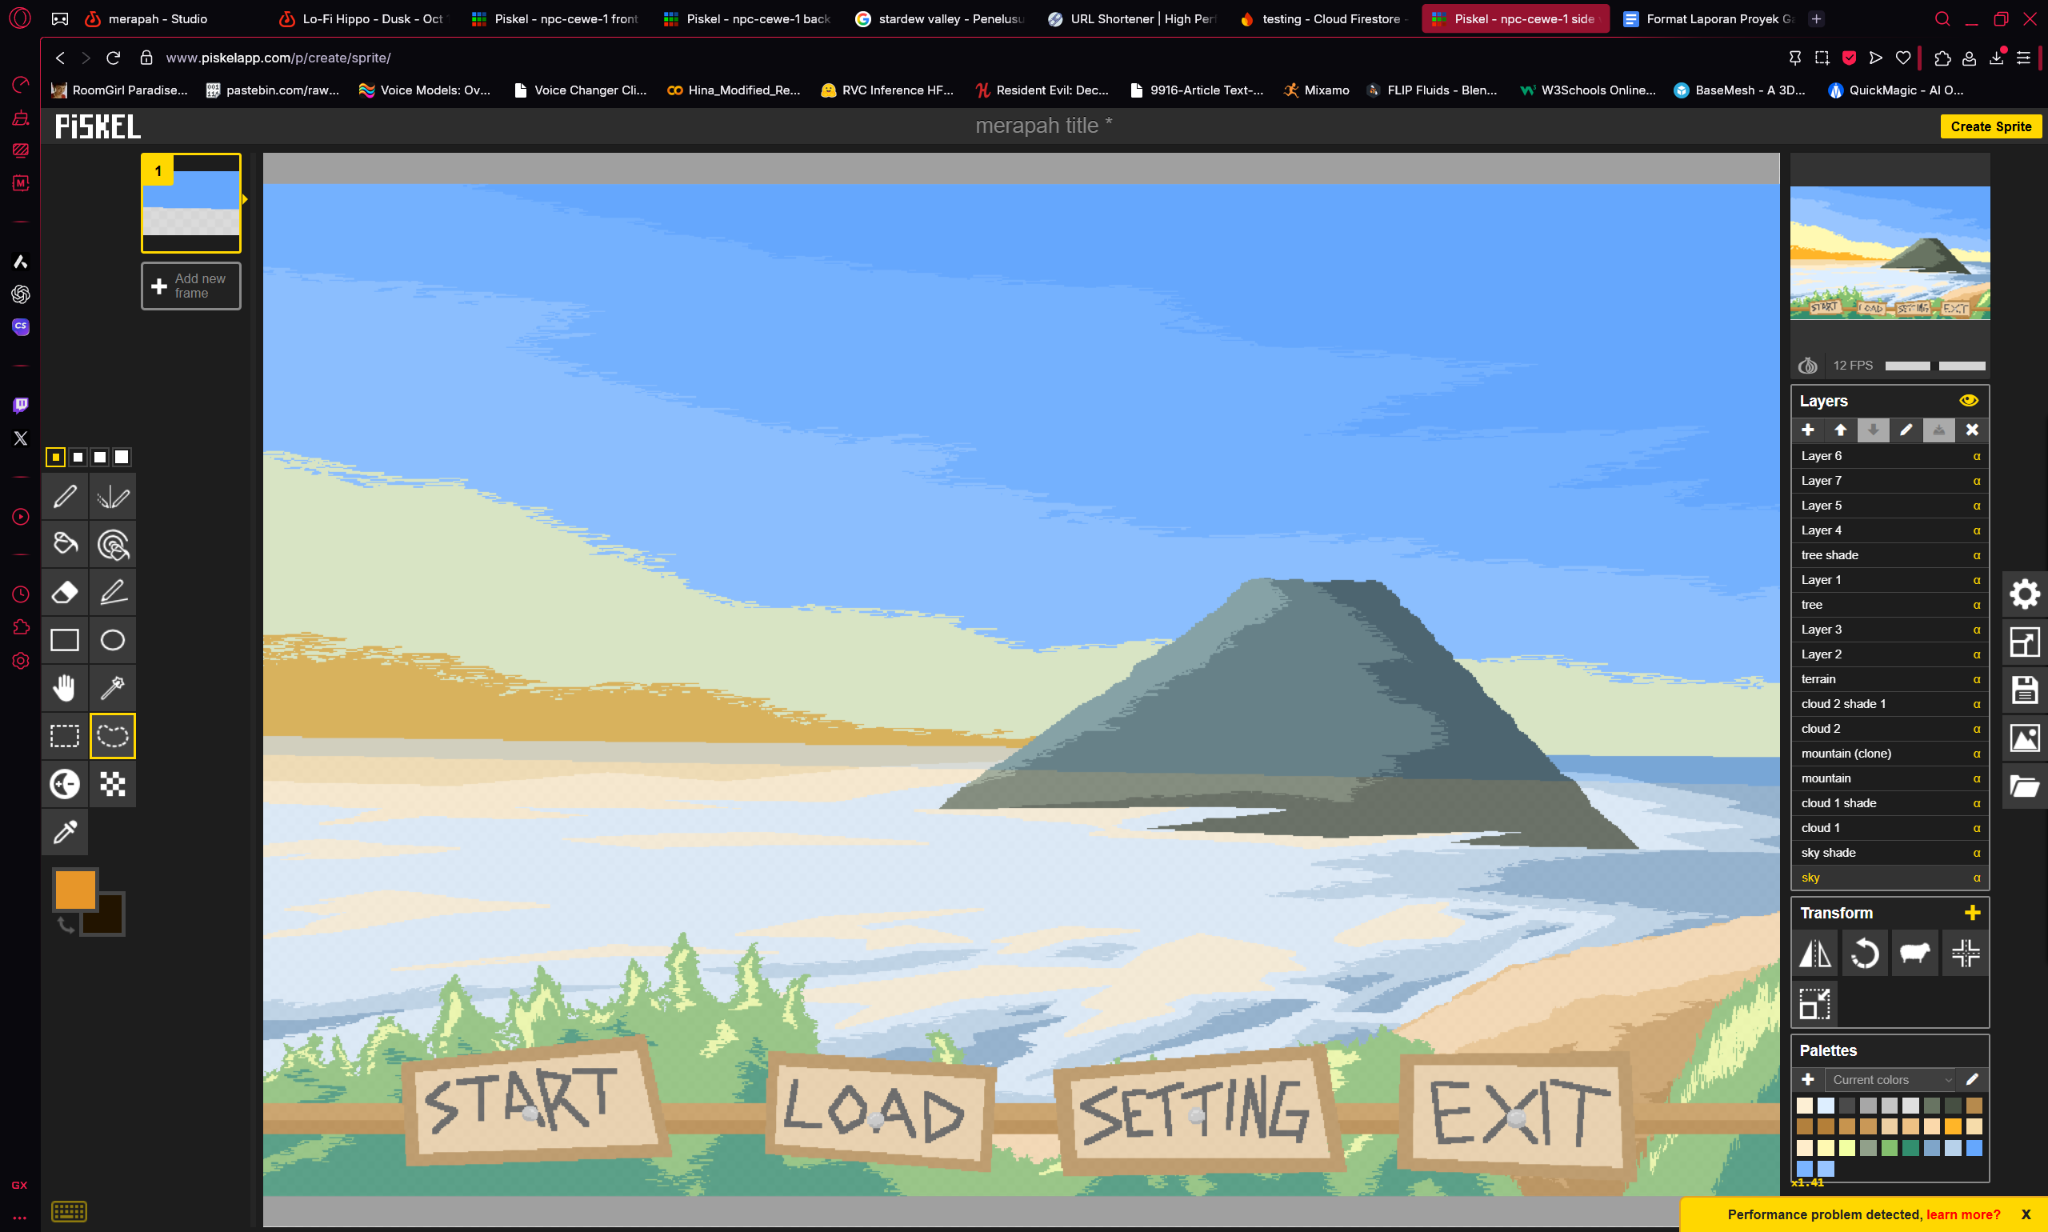 merapah - Studio
Lo-Fi Hippo - Dusk - Oct
Piskel - npc-cewe-1 front
Piskel - npc-cewe-1 back
stardew valley - Penelusu
URL Shortener | High Per
testing - Cloud Firestore -
Piskel - npc-cewe-1 side
Format Laporan Proyek Ga
www.piskelapp.com/p/create/sprite/
RoomGirl Paradise...
pastebin.com/raw...
Voice Models: Ov...
Voice Changer Cli...
Hina_Modified_Re...
RVC Inference HF...
Resident Evil: Dec...
9916-Article Text-...
Mixamo
FLIP Fluids - Blen...
W3Schools Online...
BaseMesh - A 3D...
QuickMagic - AI O...
PiSKEL
merapah title *
Create Sprite
1
Add new
frame
12 FPS
Layers
Layer 6 α
Layer 7 α
Layer 5 α
Layer 4 α
tree shade α
Layer 1 α
tree α
Layer 3 α
Layer 2 α
terrain α
cloud 2 shade 1 α
cloud 2 α
mountain (clone) α
mountain α
cloud 1 shade α
cloud 1 α
sky shade α
sky α
Transform
Palettes
Current colors
START
LOAD
SETTING
EXIT
x1.41
GX
Performance problem detected, learn more? X